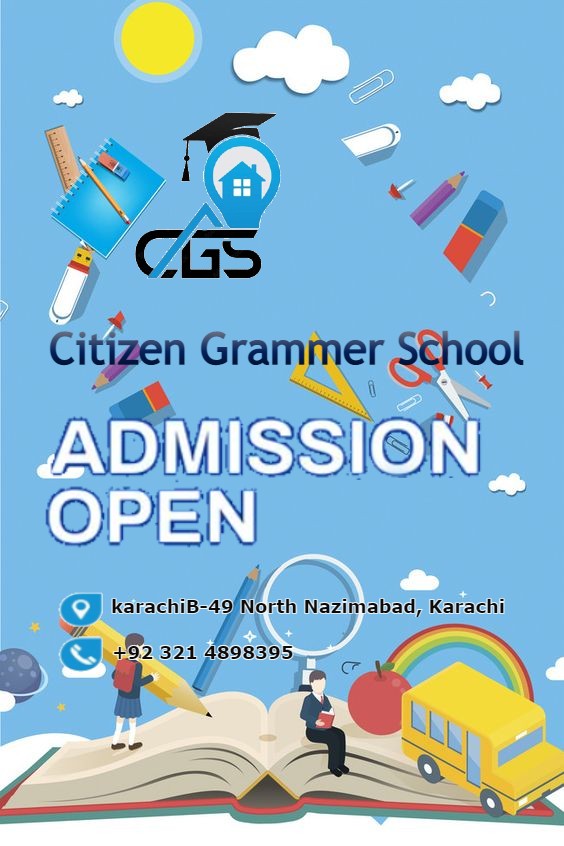 CGS
Citizen Grammer School
ADMISSION
OPEN
karachiB-49 North Nazimabad, Karachi
+92 321 4898395